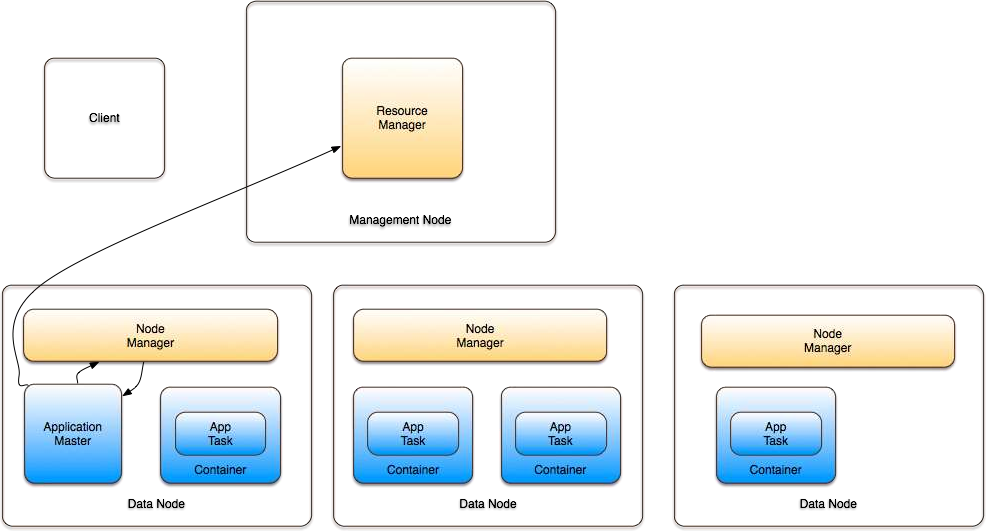 Client
Resource
Manager
Management Node
Node
Manager
Application
Master
App
Task
Container
Data Node
Node
Manager
App
Task
Container
App
Task
Container
Data Node
Node
Manager
App
Task
Container
Data Node